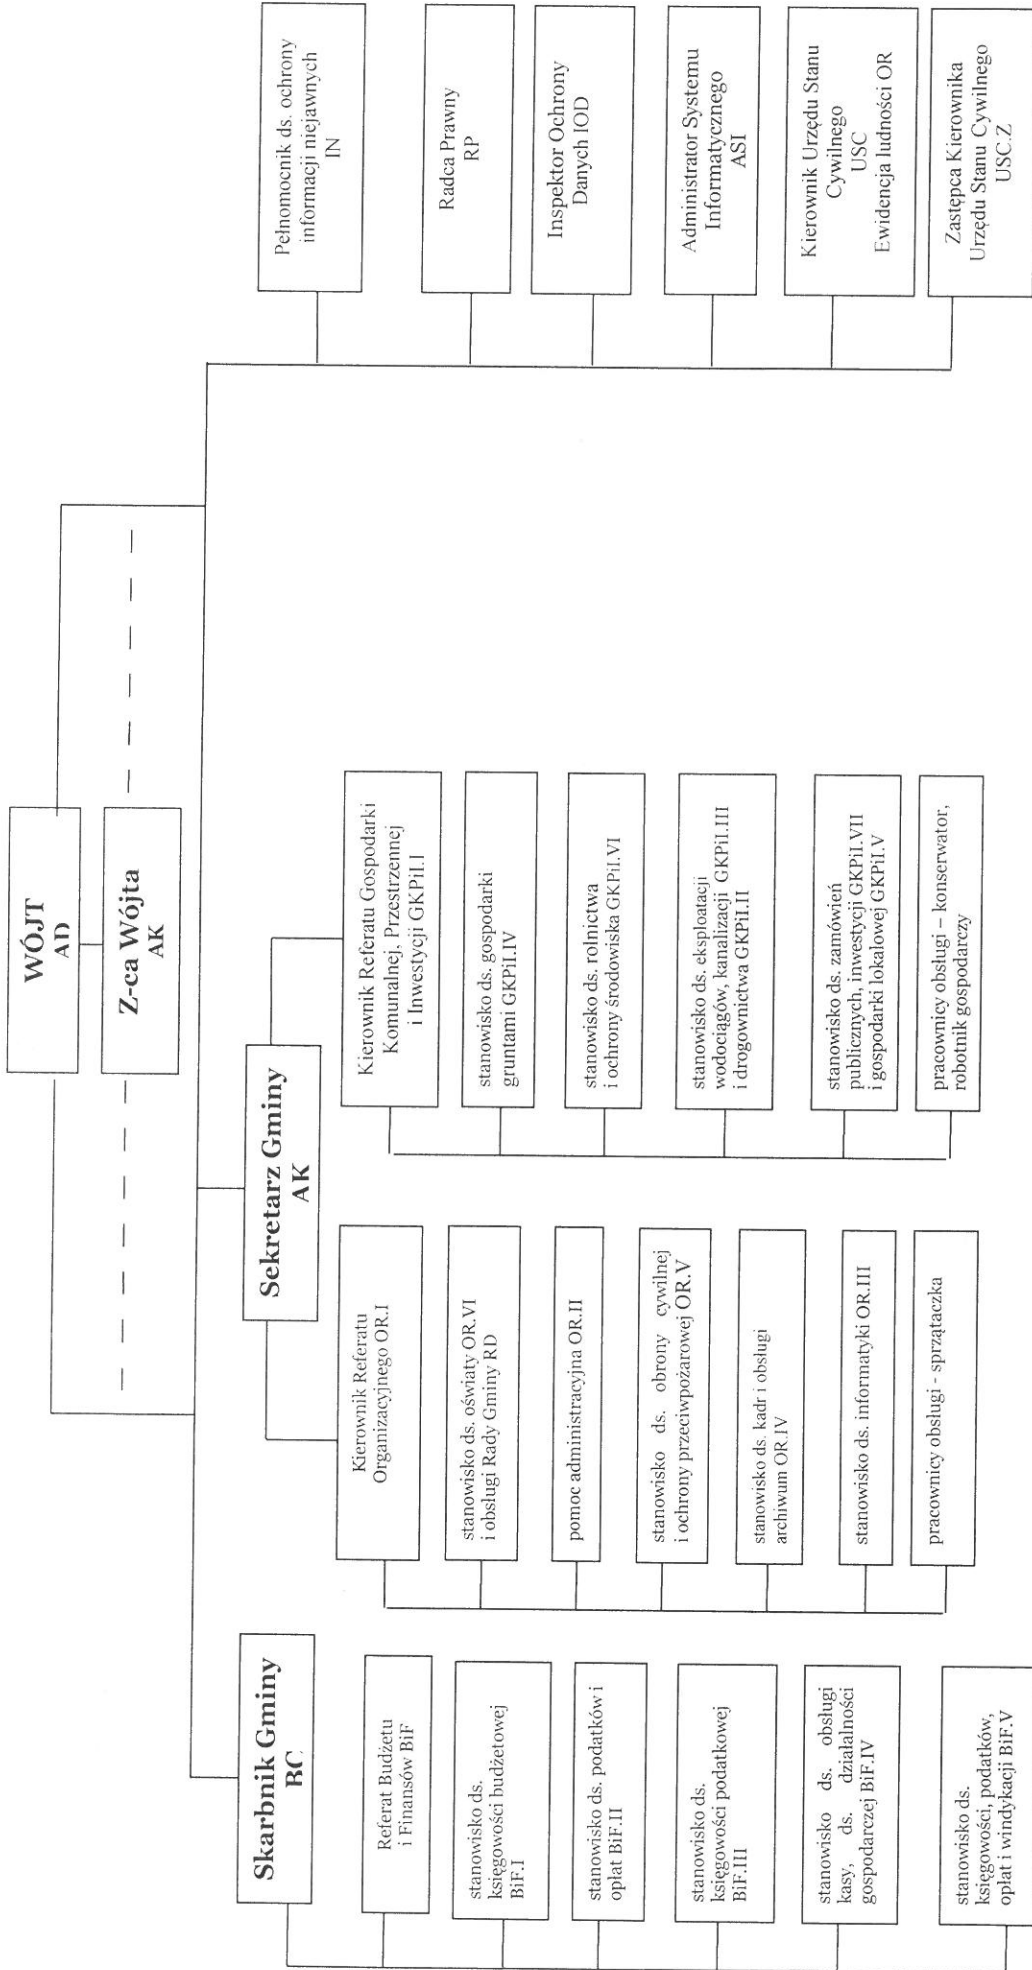 WÓJT
AD
Z-ca Wójta
AK
Skarbnik Gminy
BC
Referat Budżetu
i Finansów BiF
stanowisko ds.
księgowości budżetowej
BiF.I
stanowisko ds. podatków i
opłat BiF.II
stanowisko ds.
księgowości podatkowej
BiF.III
stanowisko ds. obsługi
kasy, ds. działalności
gospodarczej BiF.IV
stanowisko ds.
księgowości, podatków,
opłat i windykacji BiF.V
Sekretarz Gminy
AK
Kierownik Referatu
Organizacyjnego OR.I
stanowisko ds. oświaty OR.VI
i obsługi Rady Gminy RD
pomoc administracyjna OR.II
stanowisko ds. obrony cywilnej
i ochrony przeciwpożarowej OR.V
stanowisko ds. kadr i obsługi
archiwum OR.IV
stanowisko ds. informatyki OR.III
pracownicy obsługi - sprzątaczka
Kierownik Referatu Gospodarki
Komunalnej, Przestrzennej
i Inwestycji GKPiI.I
stanowisko ds. gospodarki
gruntami GKPiI.IV
stanowisko ds. rolnictwa
i ochrony środowiska GKPiI.VI
stanowisko ds. eksploatacji
wodociągów, kanalizacji GKPiI.III
i drogownictwa GKPiI.II
stanowisko ds. zamówień
publicznych, inwestycji GKPiI.VII
i gospodarki lokalowej GKPiI.V
pracownicy obsługi – konserwator,
robotnik gospodarczy
Pełnomocnik ds. ochrony
informacji niejawnych
IN
Radca Prawny
RP
Inspektor Ochrony
Danych IOD
Administrator Systemu
Informatycznego
ASI
Kierownik Urzędu Stanu
Cywilnego
USC
Ewidencja ludności OR
Zastępca Kierownika
Urzędu Stanu Cywilnego
USC.Z